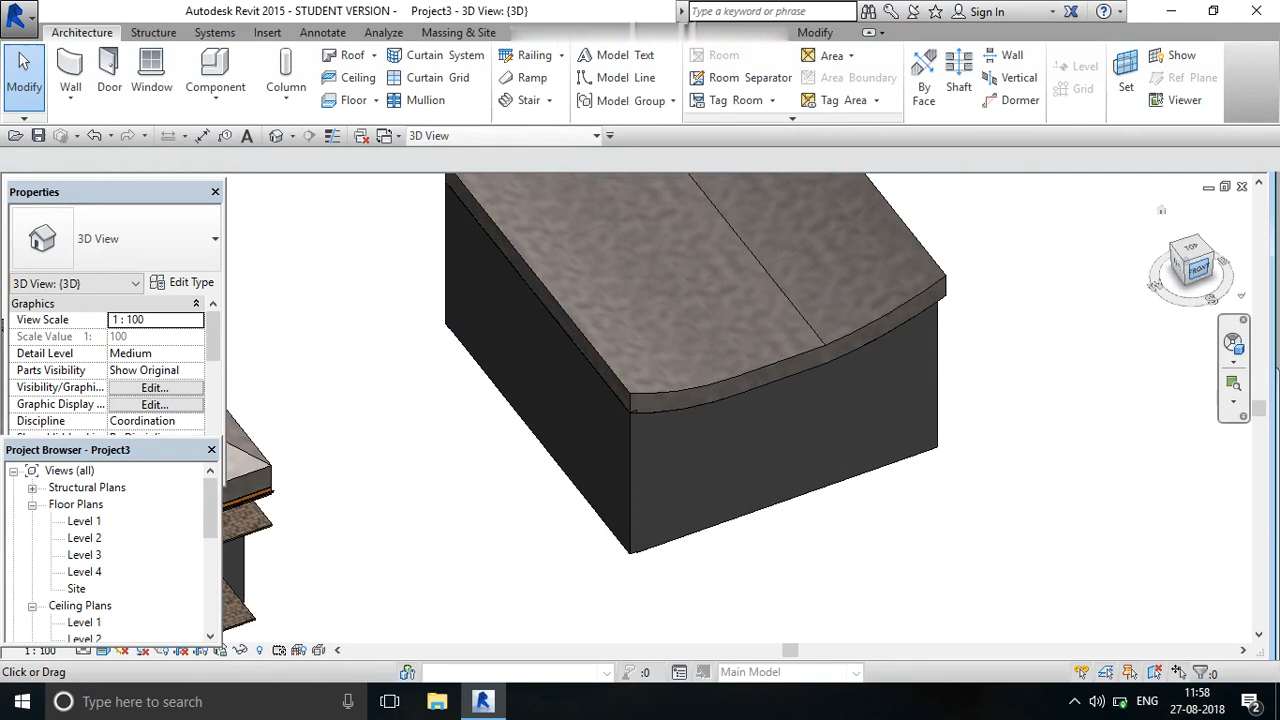 Autodesk Revit 2015 - STUDENT VERSION - Project3 - 3D View: {3D}
Type a keyword or phrase
Sign In
Architecture Structure Systems Insert Annotate Analyze Massing & Site Modify
Modify
Wall
Door
Window
Component
Column
Roof
Ceiling
Floor
Curtain System
Curtain Grid
Mullion
Railing
Ramp
Stair
Model Text
Model Line
Model Group
Room
Room Separator
Tag Room
Area
Area Boundary
Tag Area
By
Face
Shaft
Wall
Vertical
Dormer
Level
Grid
Set
Show
Ref Plane
Viewer
3D View
Properties
3D View
3D View: {3D}
Edit Type
Graphics
View Scale 1 : 100
Scale Value 1: 100
Detail Level Medium
Parts Visibility Show Original
Visibility/Graphi... Edit...
Graphic Display ... Edit...
Discipline Coordination
Project Browser - Project3
Views (all)
Structural Plans
Floor Plans
Level 1
Level 2
Level 3
Level 4
Site
Ceiling Plans
Level 1
Level 2
TOP
FRONT
1 : 100
Click or Drag
:0
Main Model
:0
Type here to search
ENG
11:58
27-08-2018
2